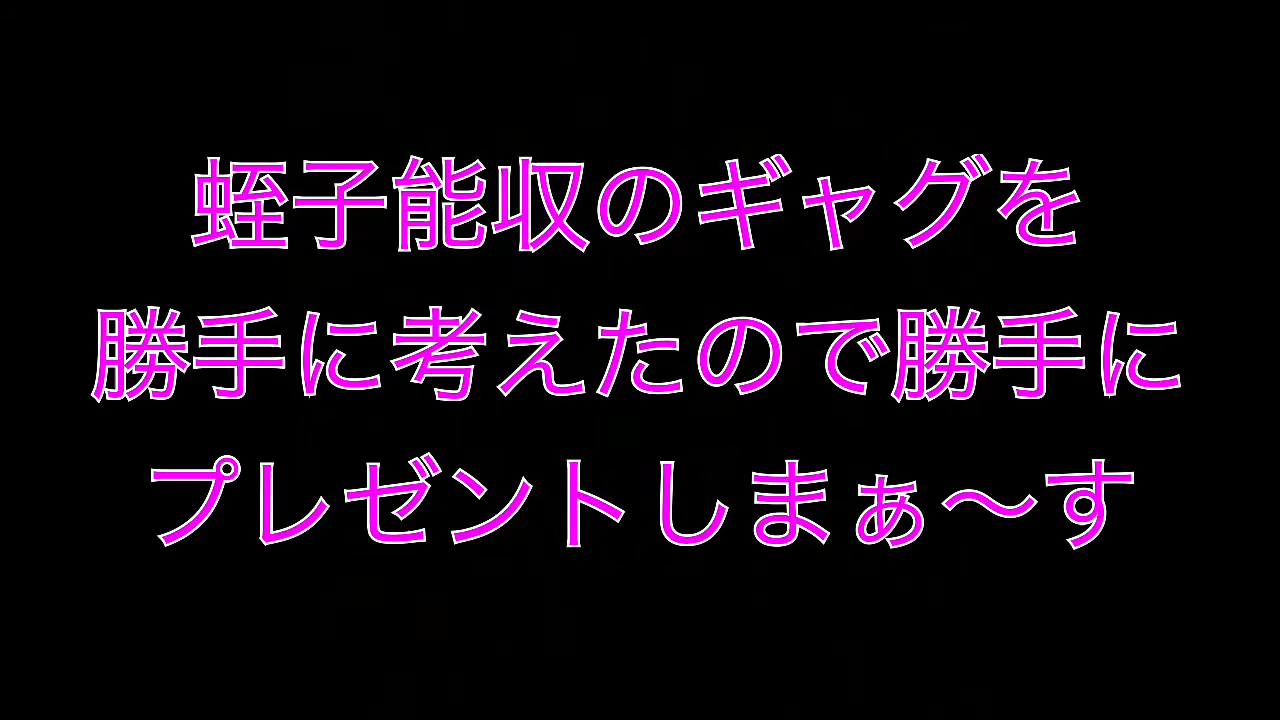 蛭子能収のギャグを
勝手に考えたので勝手に
プレゼントしまぁ〜す